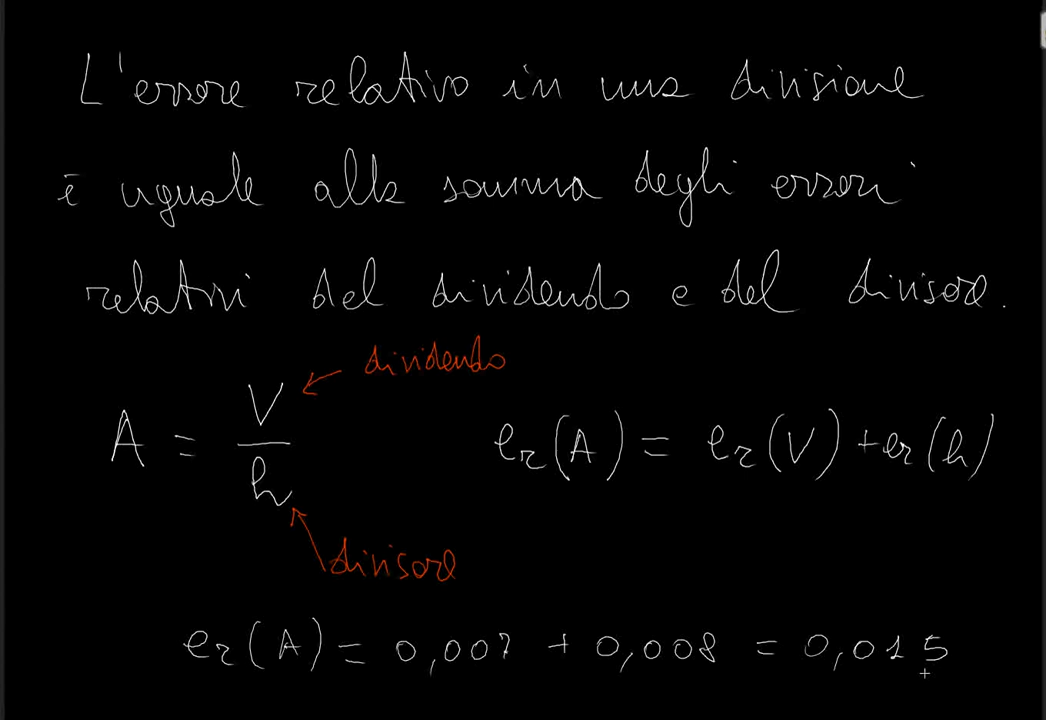 L'errore relativo in una divisione
è uguale alla somma degli errori
relativi del dividendo e del divisore.
dividendo
A = V/h
er(A) = er(V) + er(h)
divisore
er(A) = 0,007 + 0,008 = 0,015